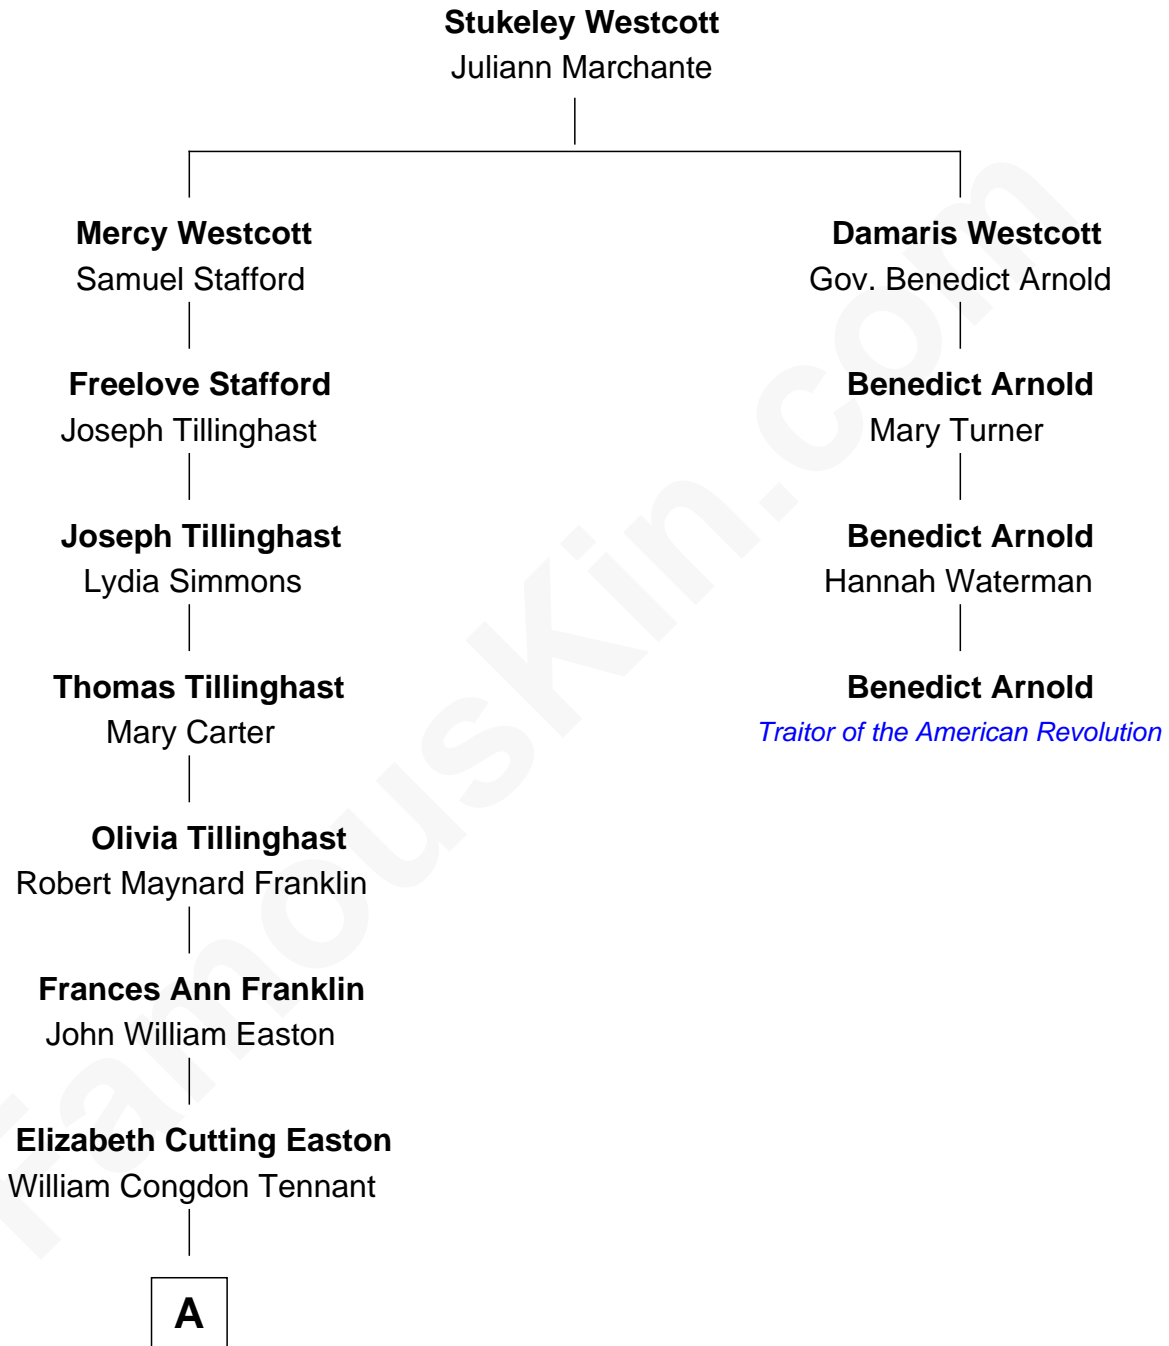 Stukeley Westcott
Juliann Marchante
Mercy Westcott
Samuel Stafford
Damaris Westcott
Gov. Benedict Arnold
Freelove Stafford
Joseph Tillinghast
Benedict Arnold
Mary Turner
Joseph Tillinghast
Lydia Simmons
Benedict Arnold
Hannah Waterman
Thomas Tillinghast
Mary Carter
Benedict Arnold
Traitor of the American Revolution
Olivia Tillinghast
Robert Maynard Franklin
Frances Ann Franklin
John William Easton
Elizabeth Cutting Easton
William Congdon Tennant
A
FamousKin.com